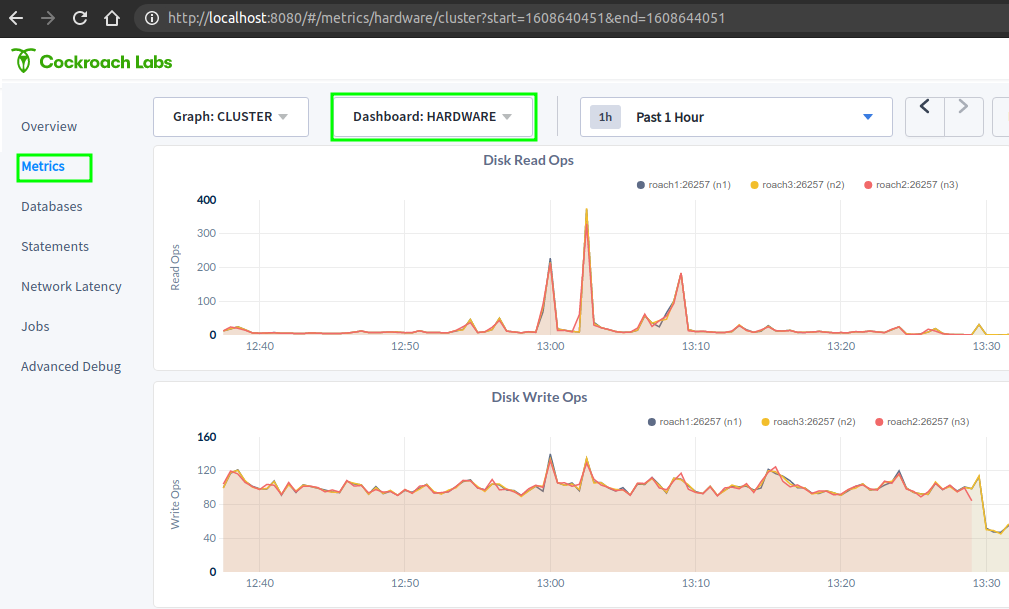 http://localhost:8080/#/metrics/hardware/cluster?start=1608640451&end=1608644051
Cockroach Labs
Overview
Metrics
Databases
Statements
Network Latency
Jobs
Advanced Debug
Graph: CLUSTER
Dashboard: HARDWARE
1h Past 1 Hour
Disk Read Ops
roach1:26257 (n1) roach3:26257 (n2) roach2:26257 (n3)
Read Ops
400
300
200
100
0
12:40 12:50 13:00 13:10 13:20 13:30
Disk Write Ops
roach1:26257 (n1) roach3:26257 (n2) roach2:26257 (n3)
Write Ops
160
120
80
40
0
12:40 12:50 13:00 13:10 13:20 13:30